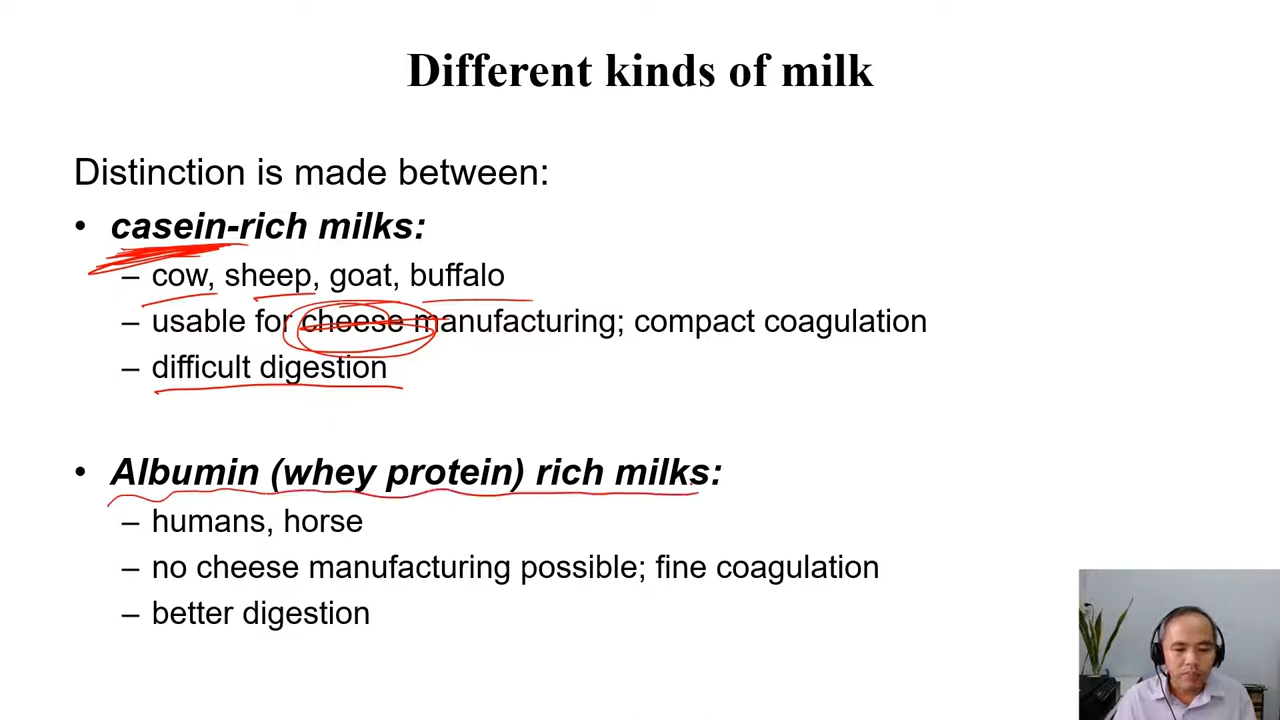 Different kinds of milk
Distinction is made between:
• casein-rich milks:
– cow, sheep, goat, buffalo
– usable for cheese manufacturing; compact coagulation
– difficult digestion
• Albumin (whey protein) rich milks:
– humans, horse
– no cheese manufacturing possible; fine coagulation
– better digestion